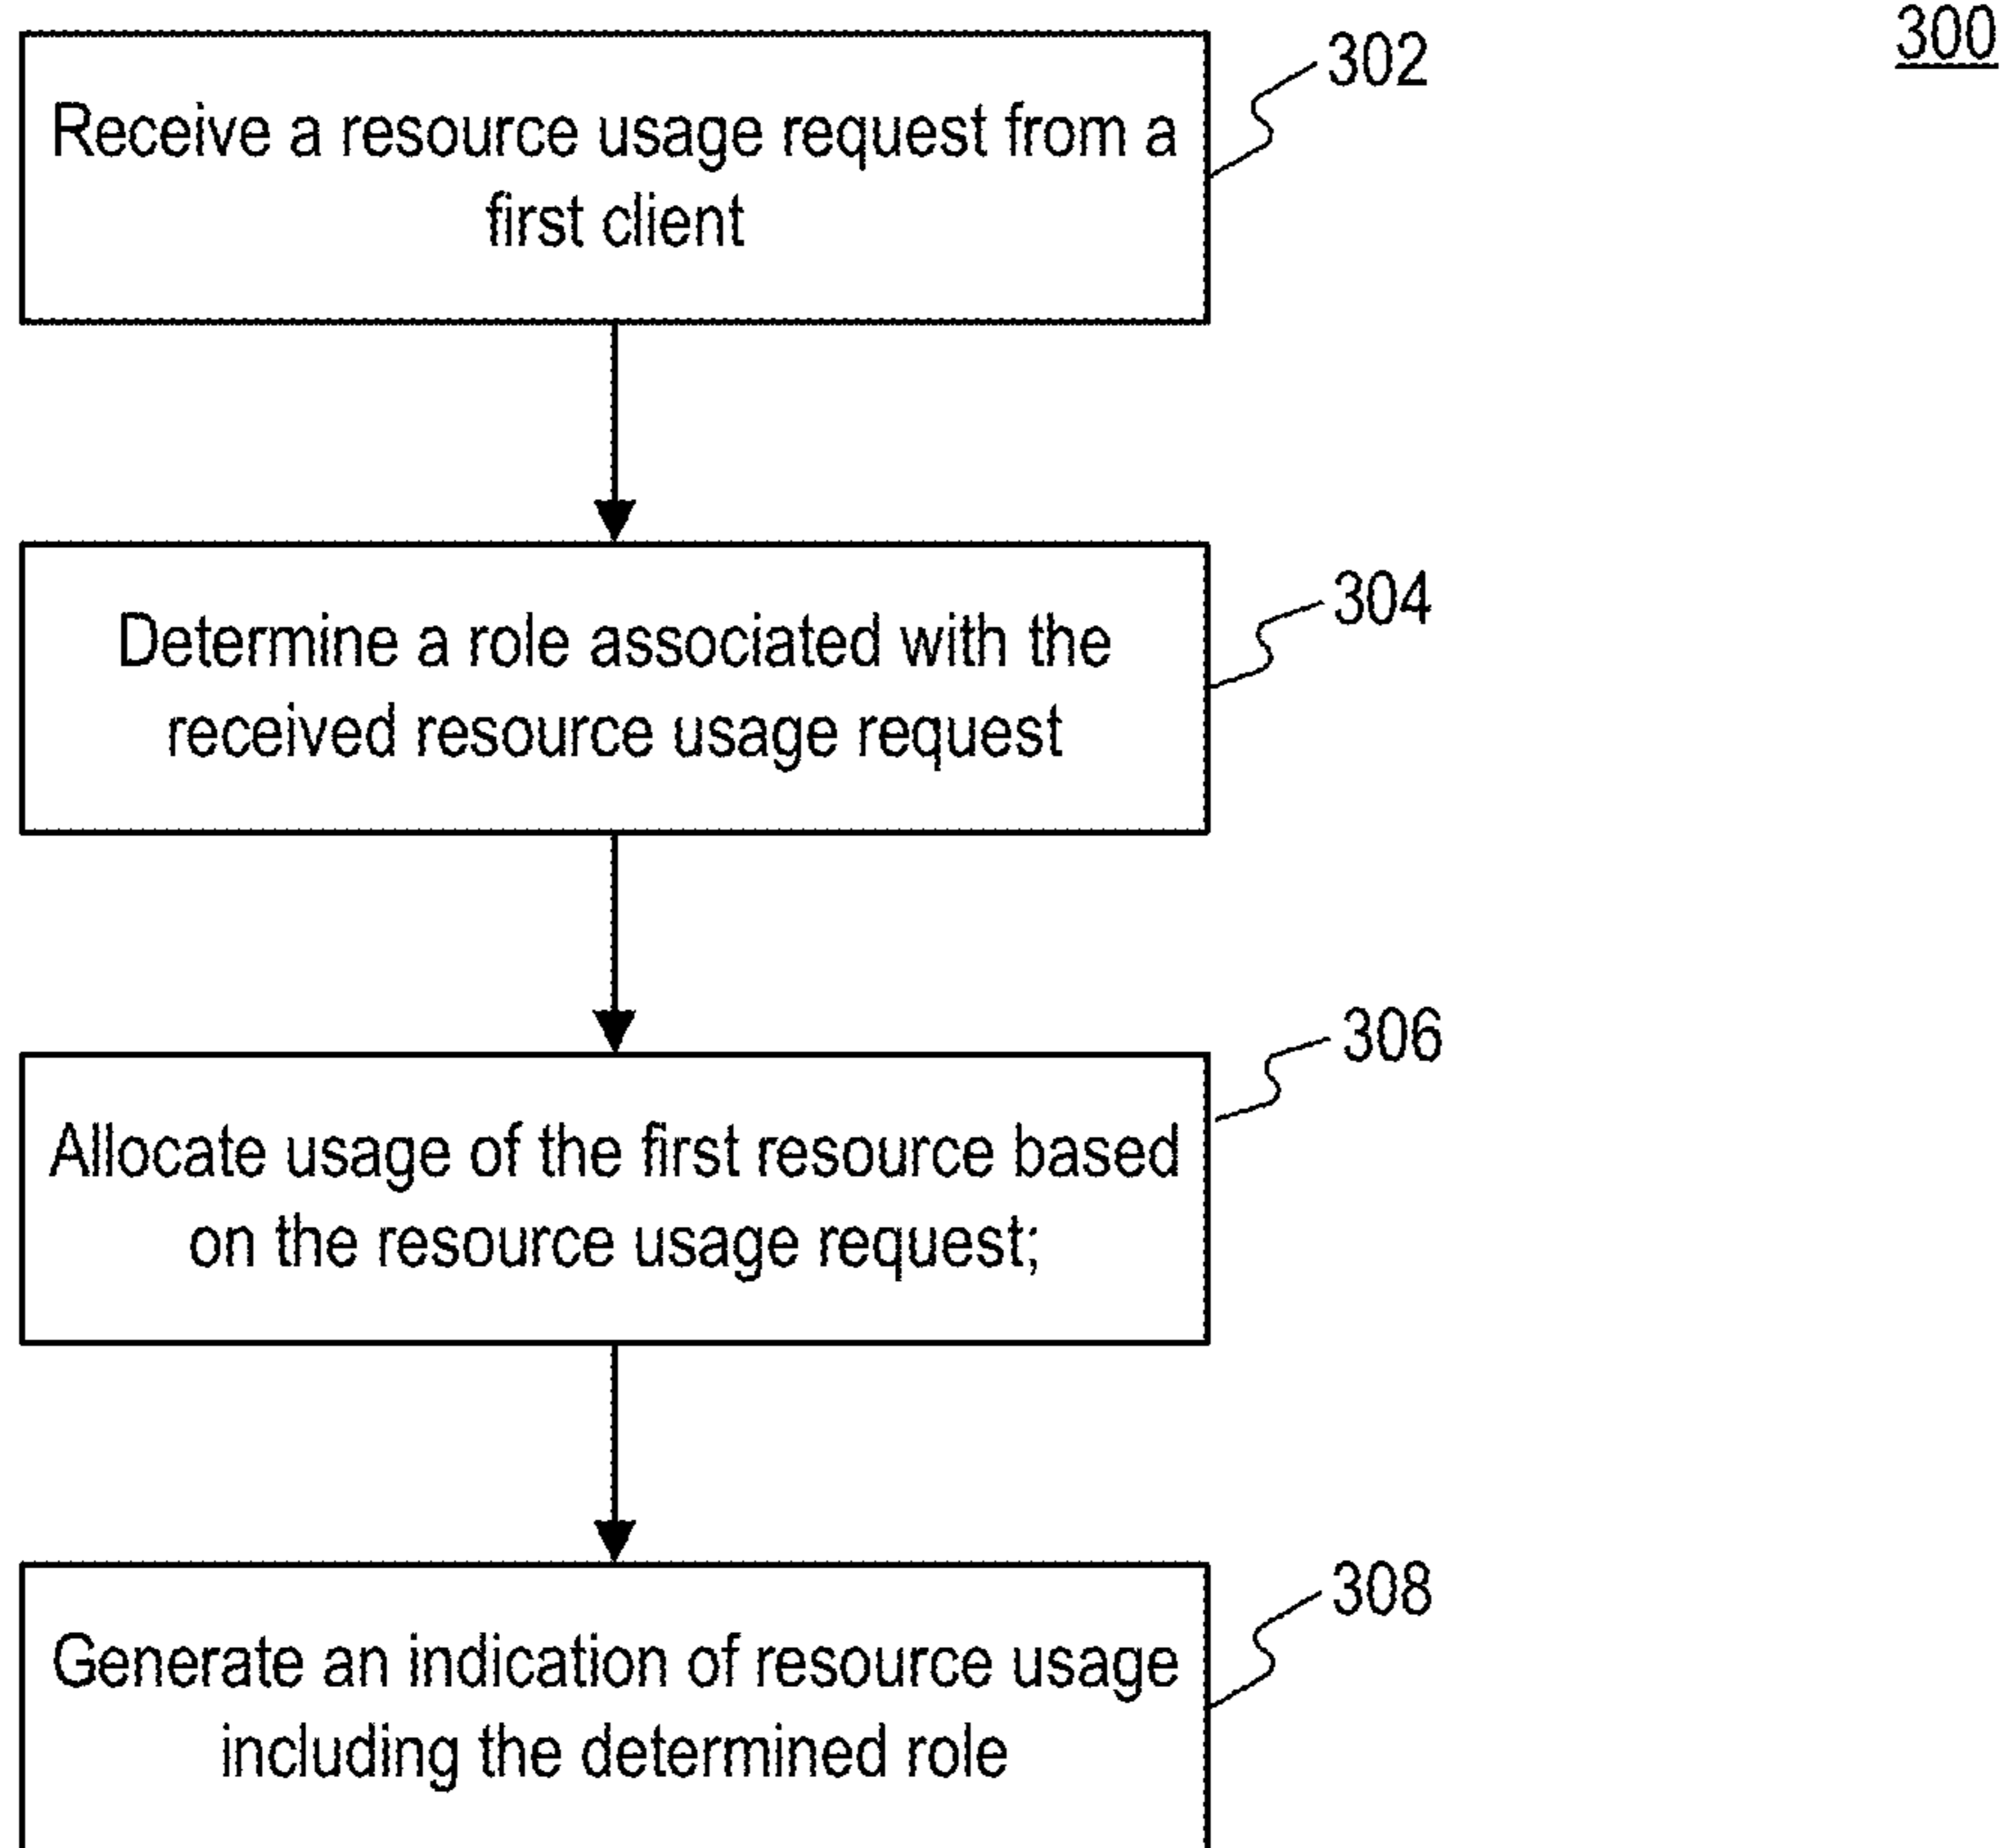 300
302
Receive a resource usage request from a
first client
304
Determine a role associated with the
received resource usage request
306
Allocate usage of the first resource based
on the resource usage request;
308
Generate an indication of resource usage
including the determined role